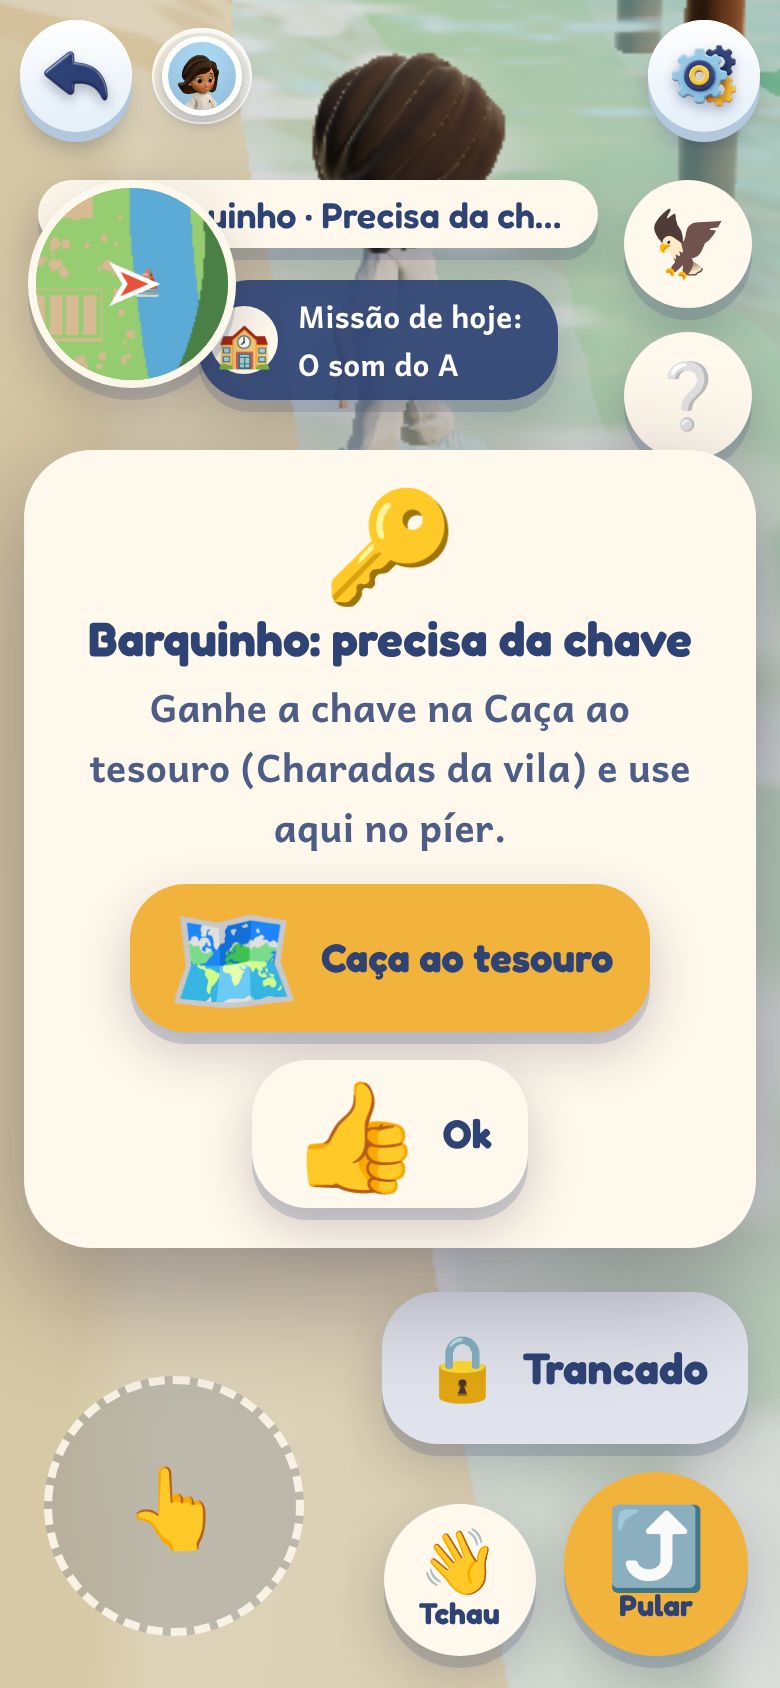 uinho · Precisa da ch...
Missão de hoje:
O som do A
Barquinho: precisa da chave
Ganhe a chave na Caça ao
tesouro (Charadas da vila) e use
aqui no píer.
Caça ao tesouro
Ok
Trancado
Tchau
Pular